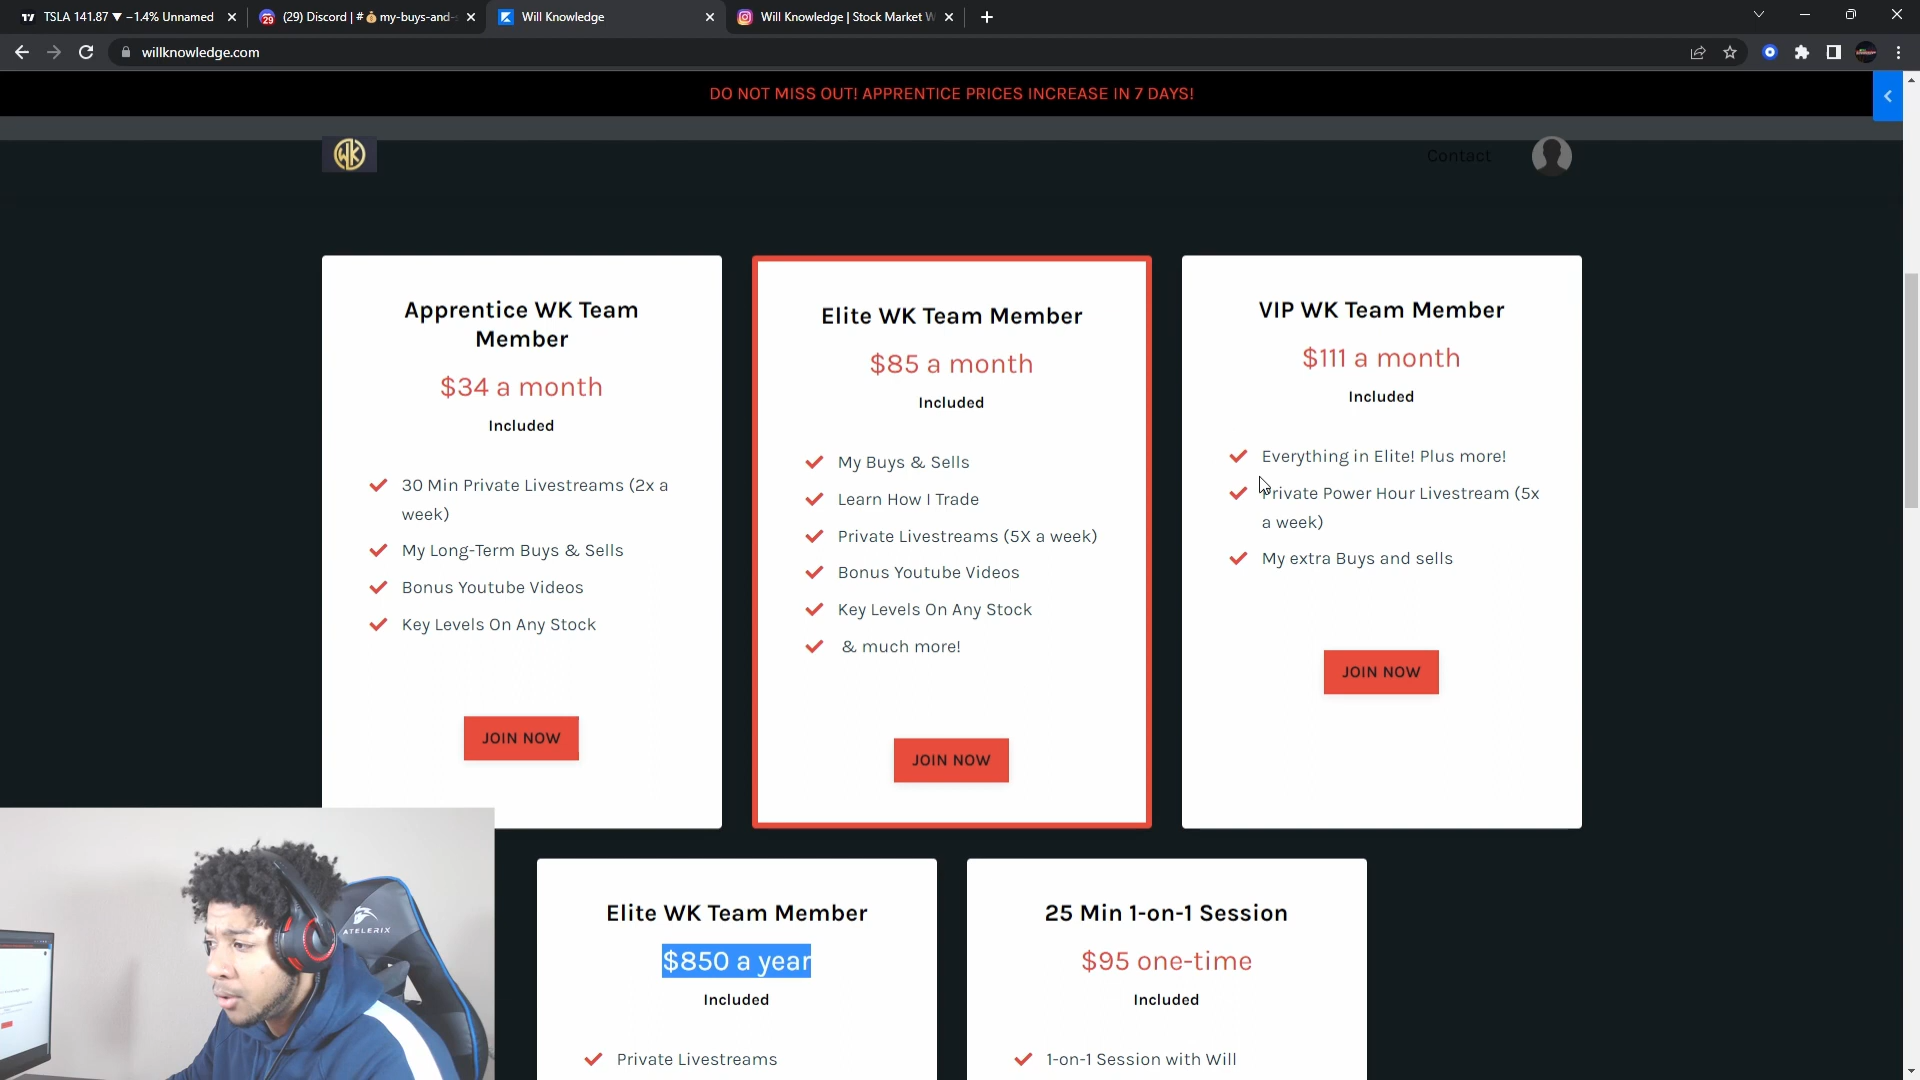 TSLA 141.87 ▼ −1.4% Unnamed
(29) Discord | #💰my-buys-and-s
Will Knowledge
Will Knowledge | Stock Market W
willknowledge.com
DO NOT MISS OUT! APPRENTICE PRICES INCREASE IN 7 DAYS!
WK
Contact
Apprentice WK Team
Member
$34 a month
Included
30 Min Private Livestreams (2x a
week)
My Long-Term Buys & Sells
Bonus Youtube Videos
Key Levels On Any Stock
JOIN NOW
Elite WK Team Member
$85 a month
Included
My Buys & Sells
Learn How I Trade
Private Livestreams (5X a week)
Bonus Youtube Videos
Key Levels On Any Stock
& much more!
JOIN NOW
VIP WK Team Member
$111 a month
Included
Everything in Elite! Plus more!
Private Power Hour Livestream (5x
a week)
My extra Buys and sells
JOIN NOW
Elite WK Team Member
$850 a year
Included
Private Livestreams
25 Min 1-on-1 Session
$95 one-time
Included
1-on-1 Session with Will
ATELERIX